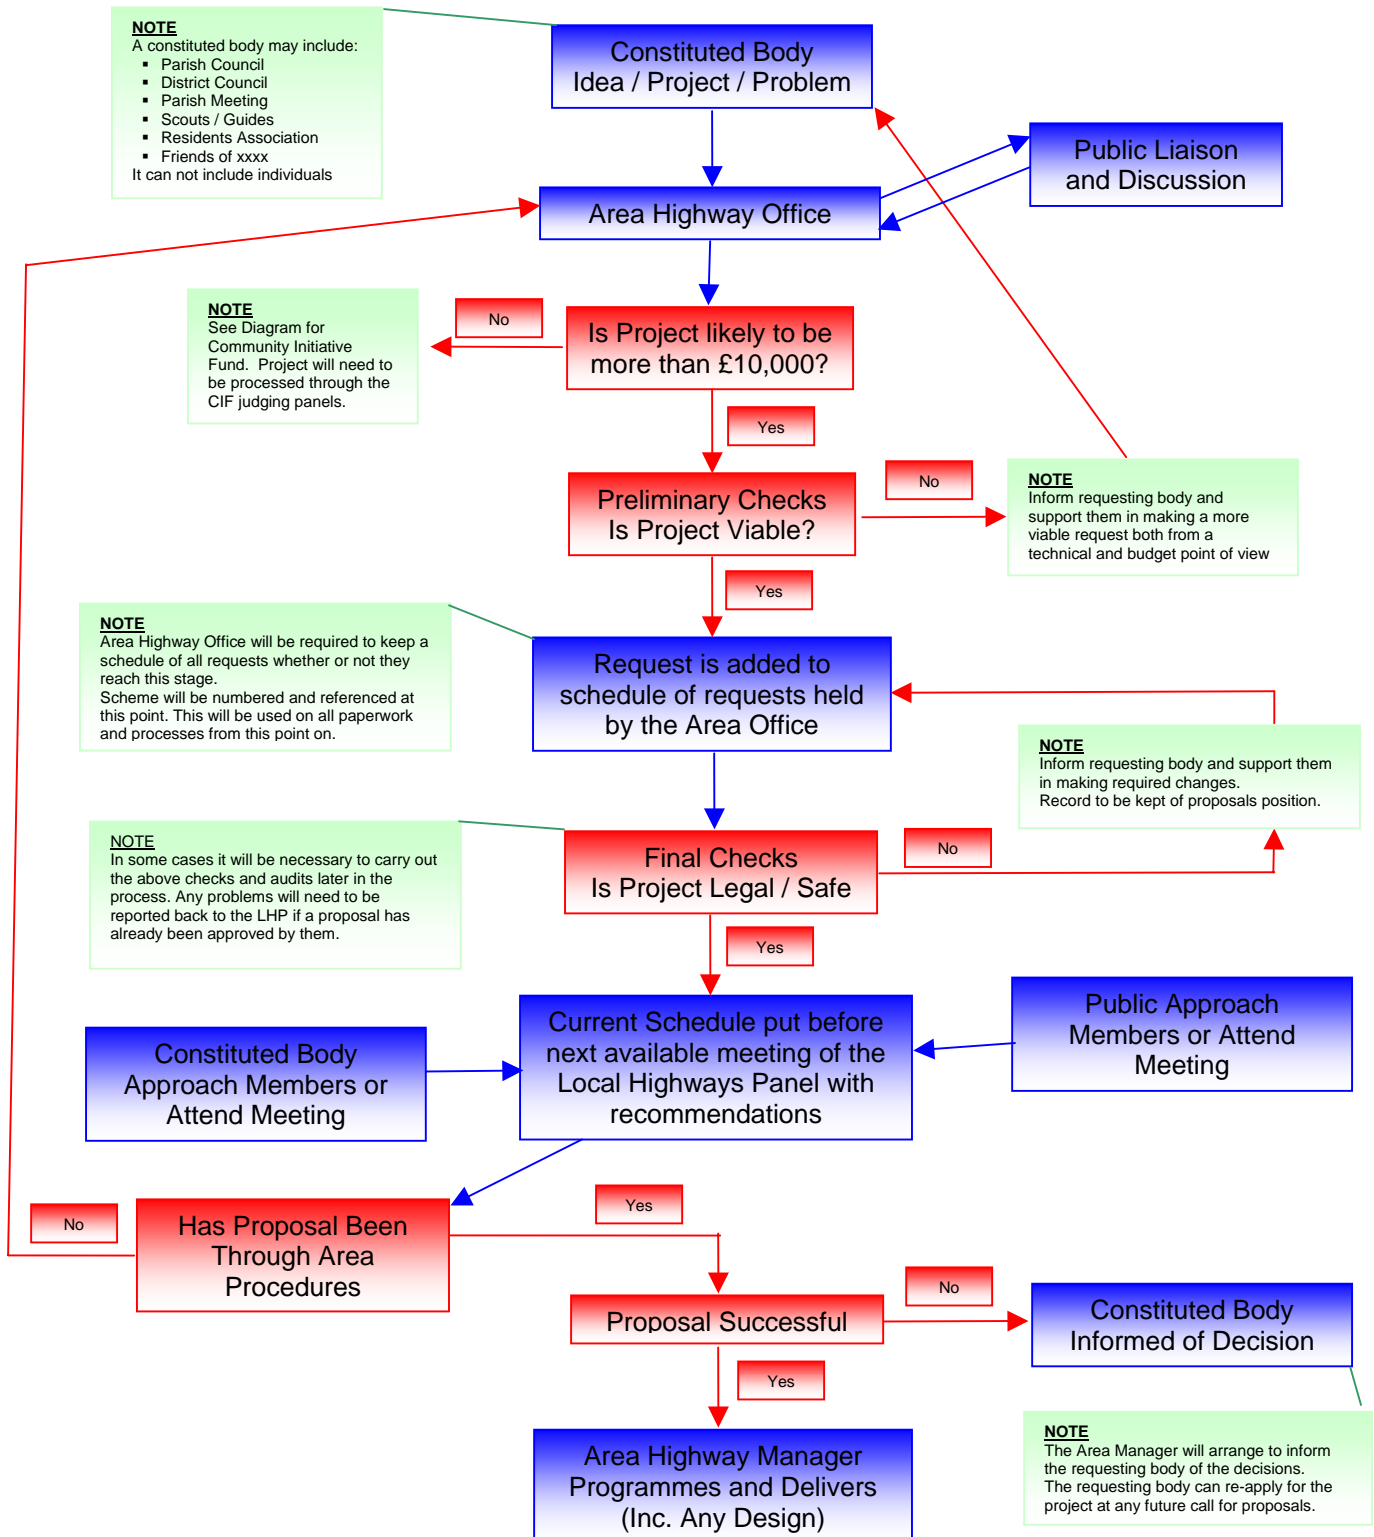 NOTE
A constituted body may include:
▪ Parish Council
▪ District Council
▪ Parish Meeting
▪ Scouts / Guides
▪ Residents Association
▪ Friends of xxxx
It can not include individuals
Constituted Body
Idea / Project / Problem
Public Liaison
and Discussion
Area Highway Office
NOTE
See Diagram for
Community Initiative
Fund. Project will need to
be processed through the
CIF judging panels.
No
Is Project likely to be
more than £10,000?
Yes
Preliminary Checks
Is Project Viable?
No
NOTE
Inform requesting body and
support them in making a more
viable request both from a
technical and budget point of view
Yes
NOTE
Area Highway Office will be required to keep a
schedule of all requests whether or not they
reach this stage.
Scheme will be numbered and referenced at
this point. This will be used on all paperwork
and processes from this point on.
Request is added to
schedule of requests held
by the Area Office
NOTE
Inform requesting body and support them
in making required changes.
Record to be kept of proposals position.
NOTE
In some cases it will be necessary to carry out
the above checks and audits later in the
process. Any problems will need to be
reported back to the LHP if a proposal has
already been approved by them.
Final Checks
Is Project Legal / Safe
No
Yes
Constituted Body
Approach Members or
Attend Meeting
Current Schedule put before
next available meeting of the
Local Highways Panel with
recommendations
Public Approach
Members or Attend
Meeting
No
Has Proposal Been
Through Area
Procedures
Yes
Proposal Successful
No
Constituted Body
Informed of Decision
Yes
Area Highway Manager
Programmes and Delivers
(Inc. Any Design)
NOTE
The Area Manager will arrange to inform
the requesting body of the decisions.
The requesting body can re-apply for the
project at any future call for proposals.